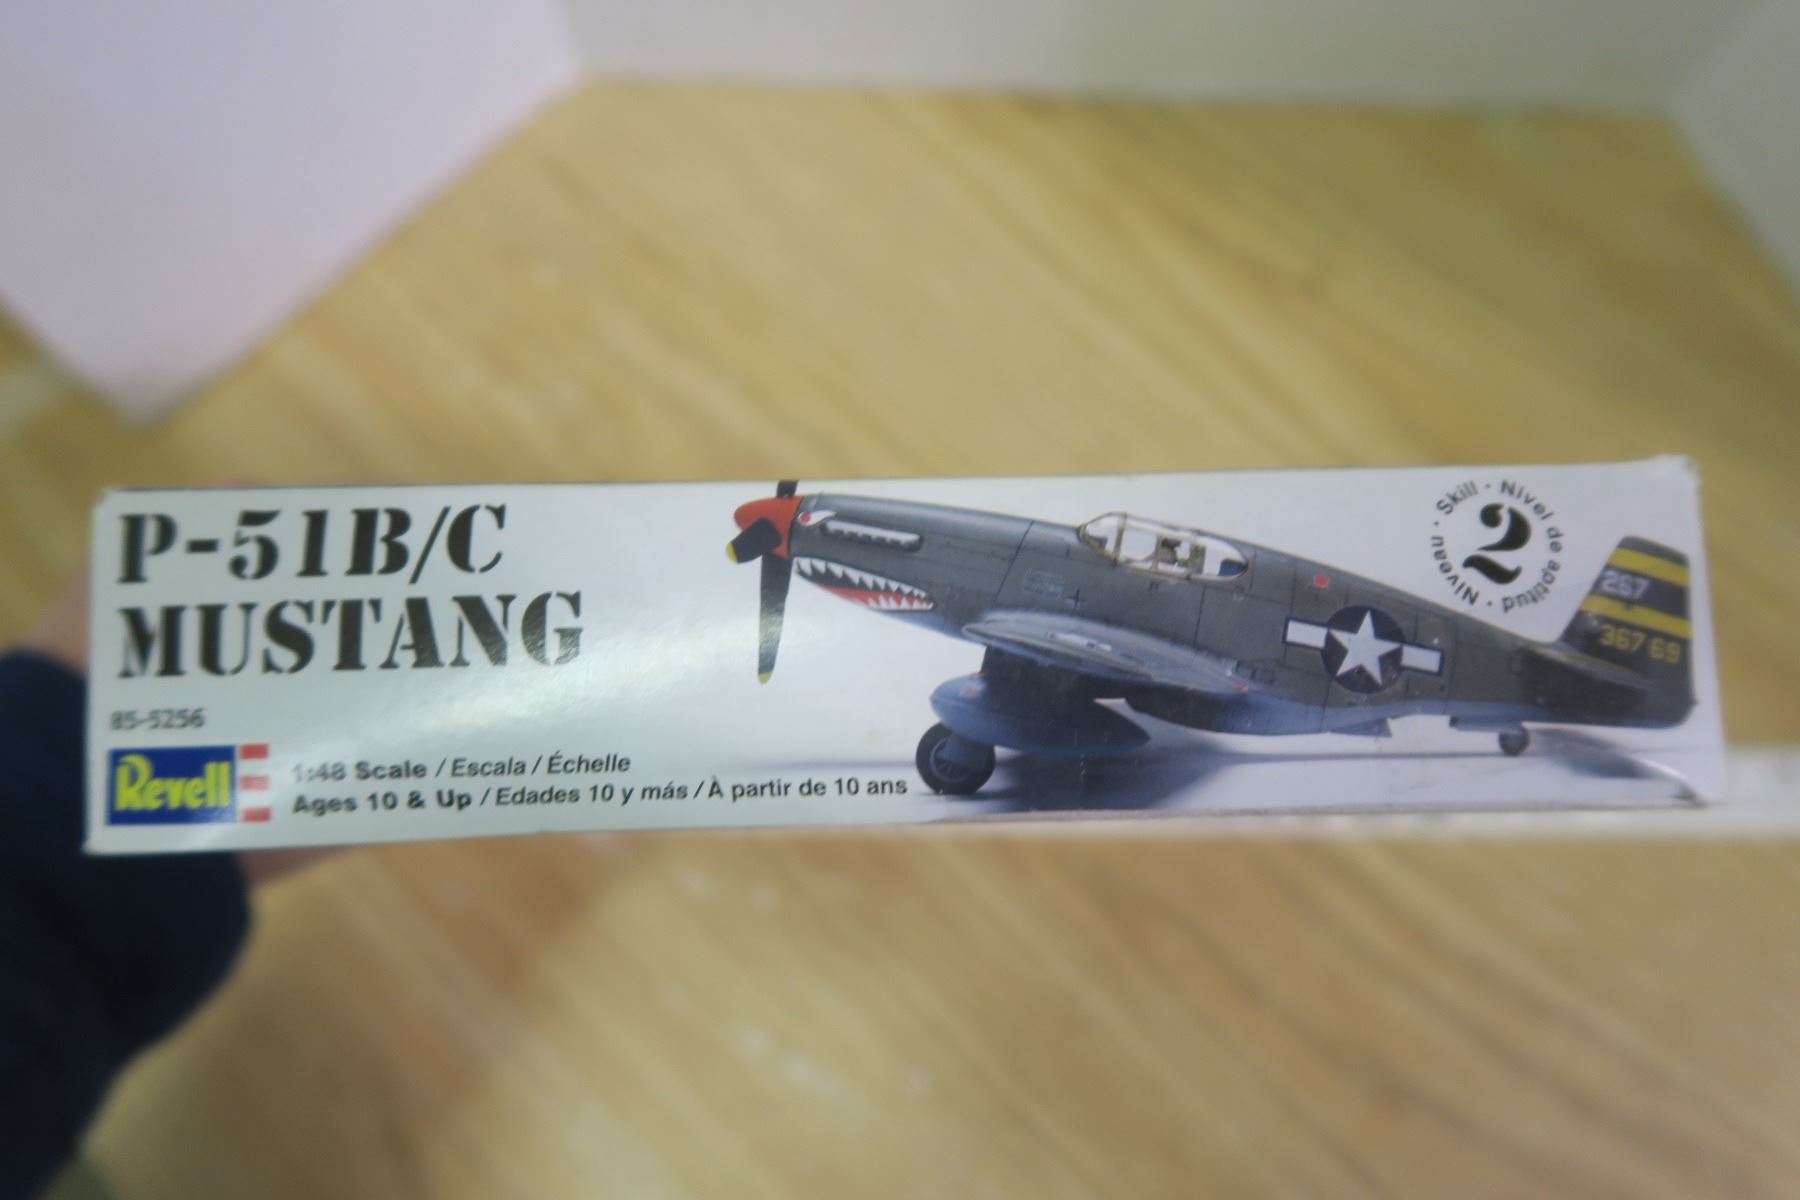 P-51B/C
MUSTANG
85-5256
Revell
1:48 Scale / Escala / Échelle
Ages 10 & Up / Edades 10 y más / À partir de 10 ans
Skill · Nivel de aptitud · Niveau ·
2
267
367 69